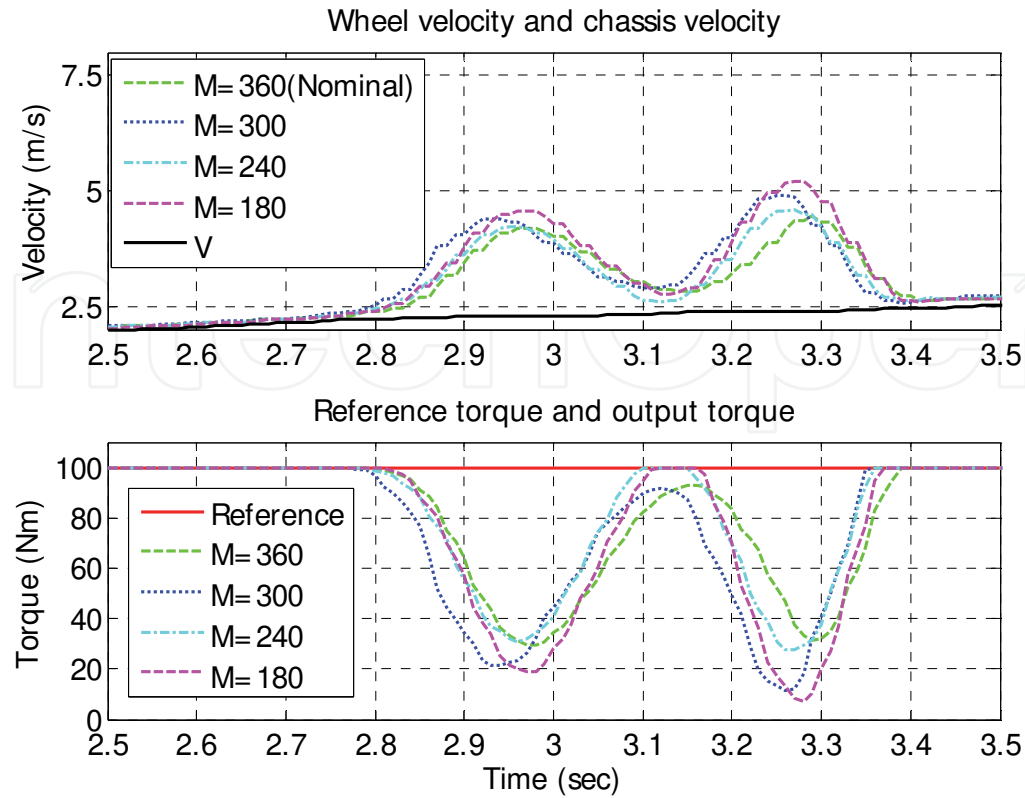 Wheel velocity and chassis velocity
7.5
5
2.5
Velocity (m/s)
M=360(Nominal)
M=300
M=240
M=180
V
2.5 2.6 2.7 2.8 2.9 3 3.1 3.2 3.3 3.4 3.5
Reference torque and output torque
100
80
60
40
20
0
Torque (Nm)
Reference
M=360
M=300
M=240
M=180
2.5 2.6 2.7 2.8 2.9 3 3.1 3.2 3.3 3.4 3.5
Time (sec)